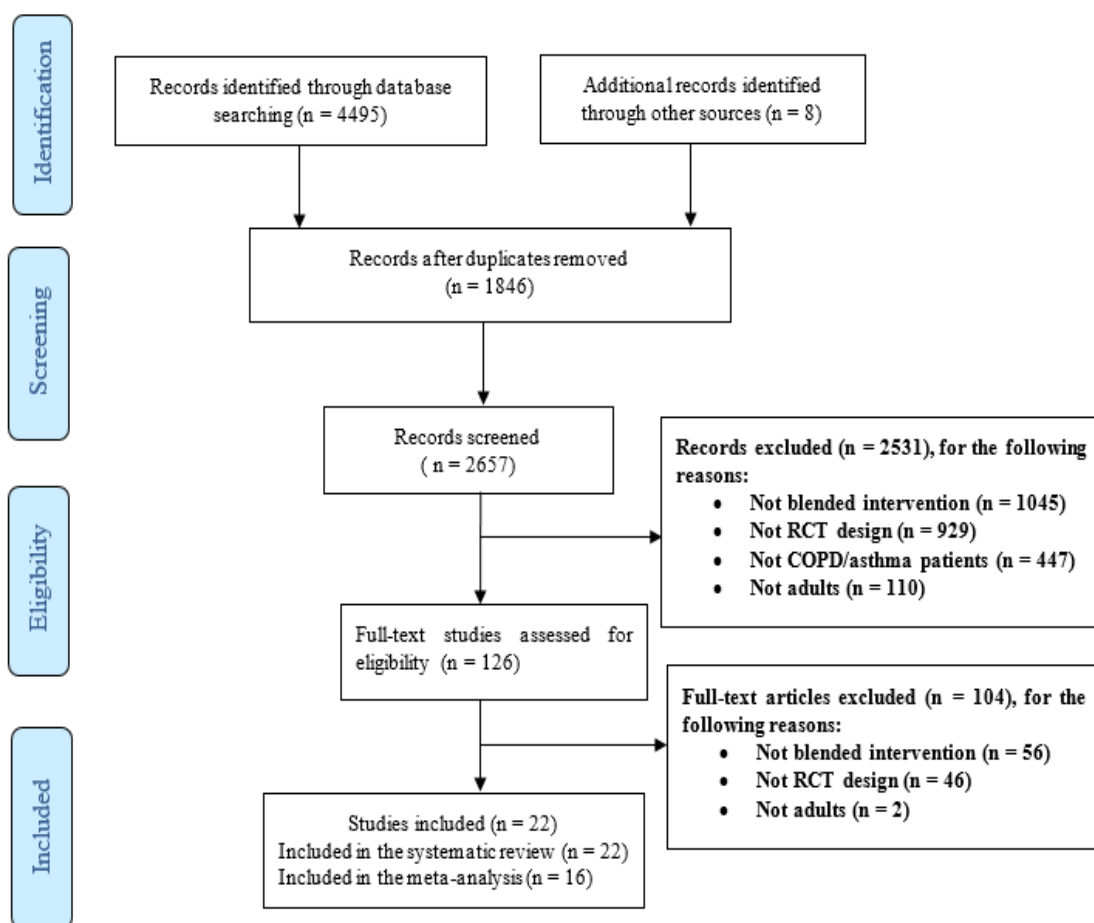 Identification
Records identified through database
searching (n = 4495)
Additional records identified
through other sources (n = 8)
Screening
Records after duplicates removed
(n = 1846)
Records screened
( n = 2657)
Records excluded (n = 2531), for the following
reasons:
• Not blended intervention (n = 1045)
• Not RCT design (n = 929)
• Not COPD/asthma patients (n = 447)
• Not adults (n = 110)
Eligibility
Full-text studies assessed for
eligibility (n = 126)
Full-text articles excluded (n = 104), for the
following reasons:
• Not blended intervention (n = 56)
• Not RCT design (n = 46)
• Not adults (n = 2)
Included
Studies included (n = 22)
Included in the systematic review (n = 22)
Included in the meta-analysis (n = 16)